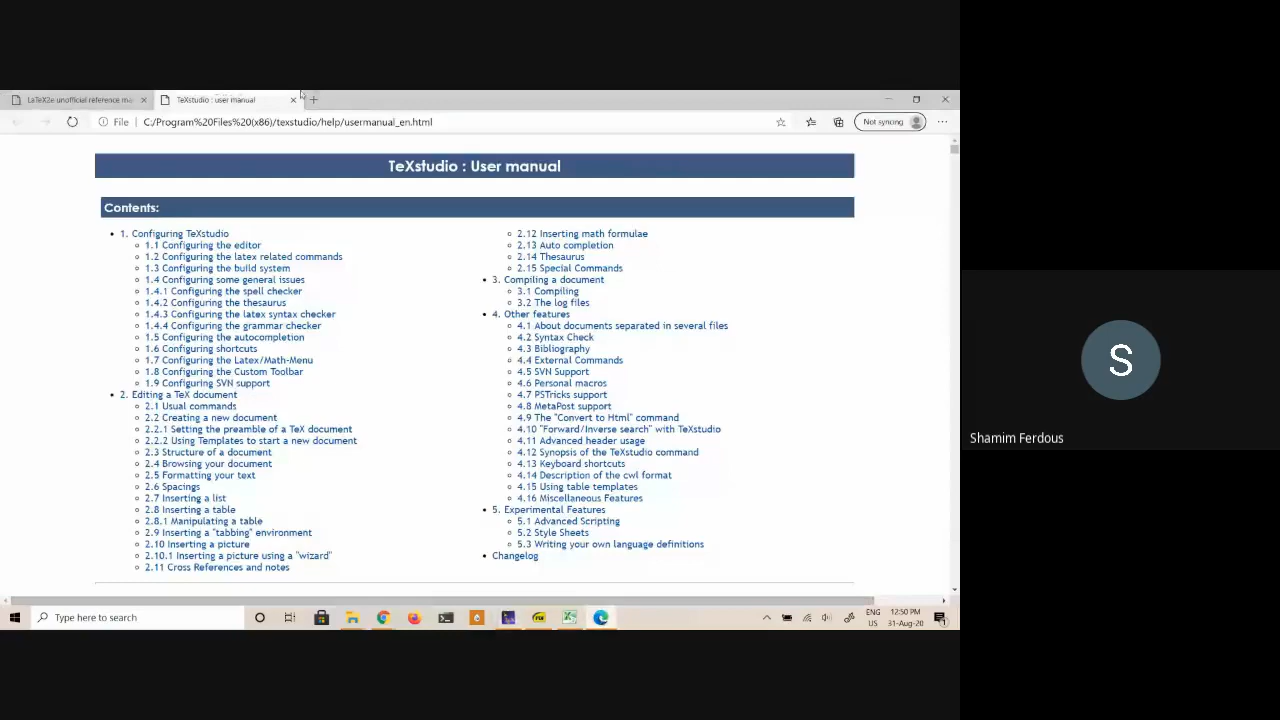 LaTeX2e unofficial reference ma
TeXstudio : user manual
File
C:/Program%20Files%20(x86)/texstudio/help/usermanual_en.html
Not syncing
TeXstudio : User manual
Contents:
1. Configuring TeXstudio
1.1 Configuring the editor
1.2 Configuring the latex related commands
1.3 Configuring the build system
1.4 Configuring some general issues
1.4.1 Configuring the spell checker
1.4.2 Configuring the thesaurus
1.4.3 Configuring the latex syntax checker
1.4.4 Configuring the grammar checker
1.5 Configuring the autocompletion
1.6 Configuring shortcuts
1.7 Configuring the Latex/Math-Menu
1.8 Configuring the Custom Toolbar
1.9 Configuring SVN support
2. Editing a TeX document
2.1 Usual commands
2.2 Creating a new document
2.2.1 Setting the preamble of a TeX document
2.2.2 Using Templates to start a new document
2.3 Structure of a document
2.4 Browsing your document
2.5 Formatting your text
2.6 Spacings
2.7 Inserting a list
2.8 Inserting a table
2.8.1 Manipulating a table
2.9 Inserting a "tabbing" environment
2.10 Inserting a picture
2.10.1 Inserting a picture using a "wizard"
2.11 Cross References and notes
2.12 Inserting math formulae
2.13 Auto completion
2.14 Thesaurus
2.15 Special Commands
3. Compiling a document
3.1 Compiling
3.2 The log files
4. Other features
4.1 About documents separated in several files
4.2 Syntax Check
4.3 Bibliography
4.4 External Commands
4.5 SVN Support
4.6 Personal macros
4.7 PSTricks support
4.8 MetaPost support
4.9 The "Convert to Html" command
4.10 "Forward/Inverse search" with TeXstudio
4.11 Advanced header usage
4.12 Synopsis of the TeXstudio command
4.13 Keyboard shortcuts
4.14 Description of the cwl format
4.15 Using table templates
4.16 Miscellaneous Features
5. Experimental Features
5.1 Advanced Scripting
5.2 Style Sheets
5.3 Writing your own language definitions
Changelog
S
Shamim Ferdous
Type here to search
ENG
US
12:50 PM
31-Aug-20